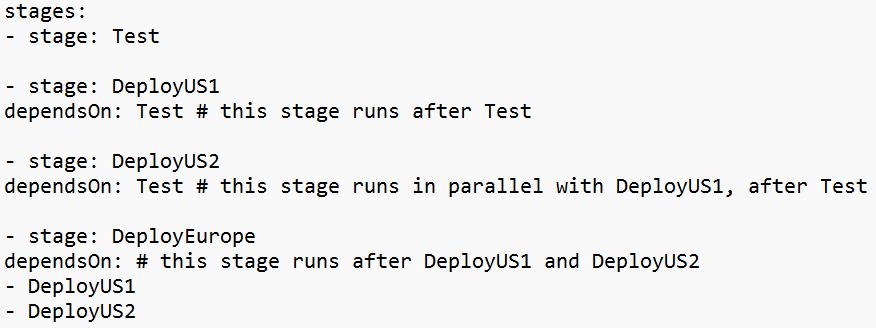 stages:
- stage: Test
- stage: DeployUS1
dependsOn: Test # this stage runs after Test
- stage: DeployUS2
dependsOn: Test # this stage runs in parallel with DeployUS1, after Test
- stage: DeployEurope
dependsOn: # this stage runs after DeployUS1 and DeployUS2
- DeployUS1
- DeployUS2